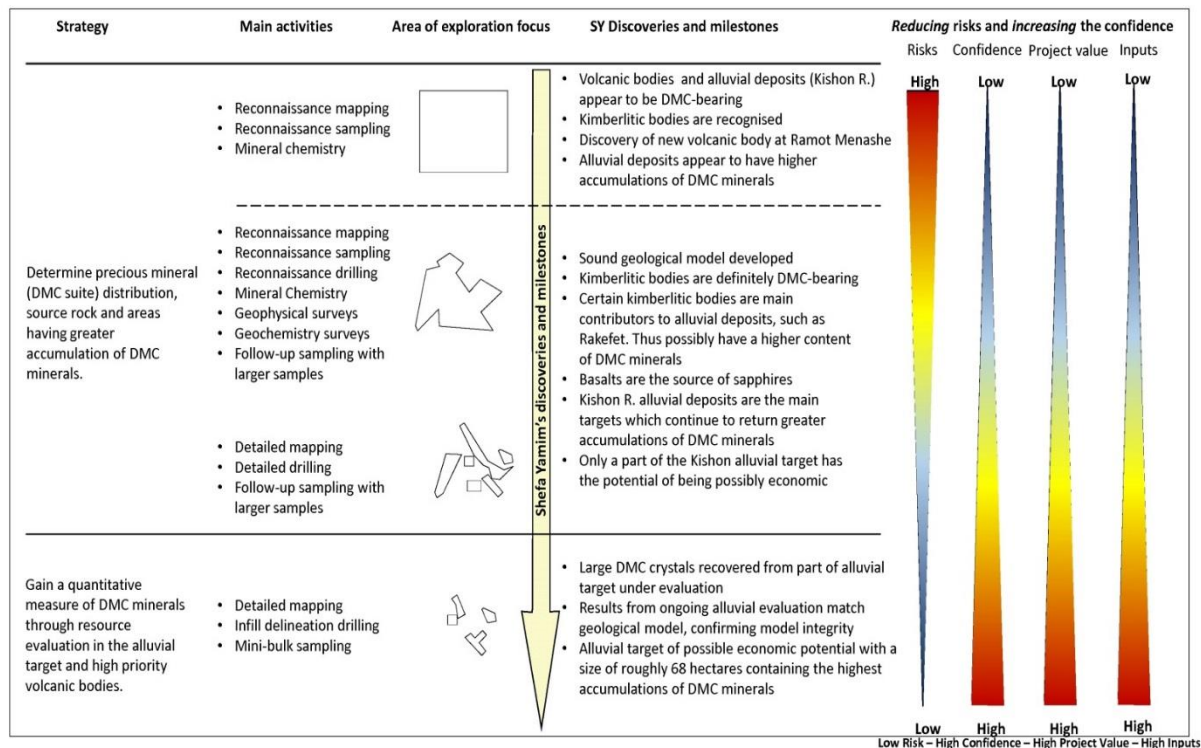 Strategy
Main activities
Area of exploration focus
SY Discoveries and milestones
Reducing risks and increasing the confidence
Risks
Confidence
Project value
Inputs
High
Low
Low
Low
• Reconnaissance mapping
• Reconnaissance sampling
• Mineral chemistry
• Volcanic bodies and alluvial deposits (Kishon R.)
appear to be DMC-bearing
• Kimberlitic bodies are recognised
• Discovery of new volcanic body at Ramot Menashe
• Alluvial deposits appear to have higher
accumulations of DMC minerals
Determine precious mineral
(DMC suite) distribution,
source rock and areas
having greater
accumulation of DMC
minerals.
• Reconnaissance mapping
• Reconnaissance sampling
• Reconnaissance drilling
• Mineral Chemistry
• Geophysical surveys
• Geochemistry surveys
• Follow-up sampling with
larger samples
• Detailed mapping
• Detailed drilling
• Follow-up sampling with
larger samples
Shefa Yamim's discoveries and milestones
• Sound geological model developed
• Kimberlitic bodies are definitely DMC-bearing
• Certain kimberlitic bodies are main
contributors to alluvial deposits, such as
Rakefet. Thus possibly have a higher content
of DMC minerals
• Basalts are the source of sapphires
• Kishon R. alluvial deposits are the main
targets which continue to return greater
accumulations of DMC minerals
• Only a part of the Kishon alluvial target has
the potential of being possibly economic
Gain a quantitative
measure of DMC minerals
through resource
evaluation in the alluvial
target and high priority
volcanic bodies.
• Detailed mapping
• Infill delineation drilling
• Mini-bulk sampling
• Large DMC crystals recovered from part of alluvial
target under evaluation
• Results from ongoing alluvial evaluation match
geological model, confirming model integrity
• Alluvial target of possible economic potential with a
size of roughly 68 hectares containing the highest
accumulations of DMC minerals
Low
High
High
High
Low Risk – High Confidence – High Project Value – High Inputs